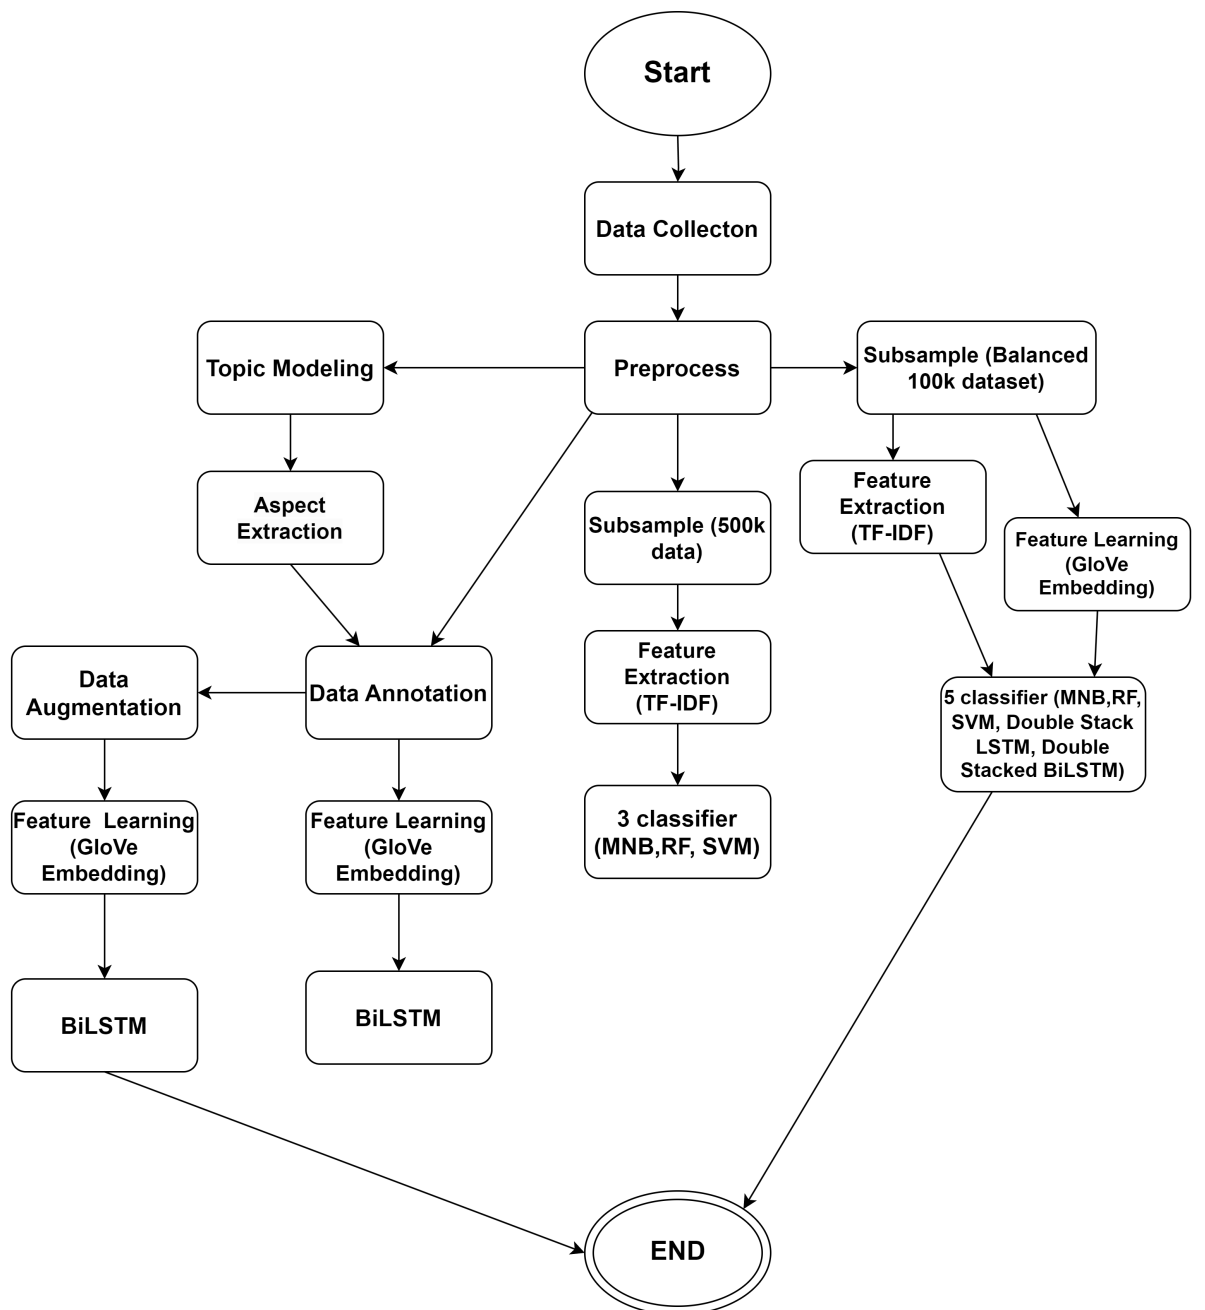 Start
Data Collecton
Topic Modeling
Preprocess
Subsample (Balanced
100k dataset)
Aspect
Extraction
Subsample (500k
data)
Feature
Extraction
(TF-IDF)
Feature Learning
(GloVe
Embedding)
Data
Augmentation
Data Annotation
Feature
Extraction
(TF-IDF)
5 classifier (MNB,RF,
SVM, Double Stack
LSTM, Double
Stacked BiLSTM)
Feature Learning
(GloVe
Embedding)
Feature Learning
(GloVe
Embedding)
3 classifier
(MNB,RF, SVM)
BiLSTM
BiLSTM
END